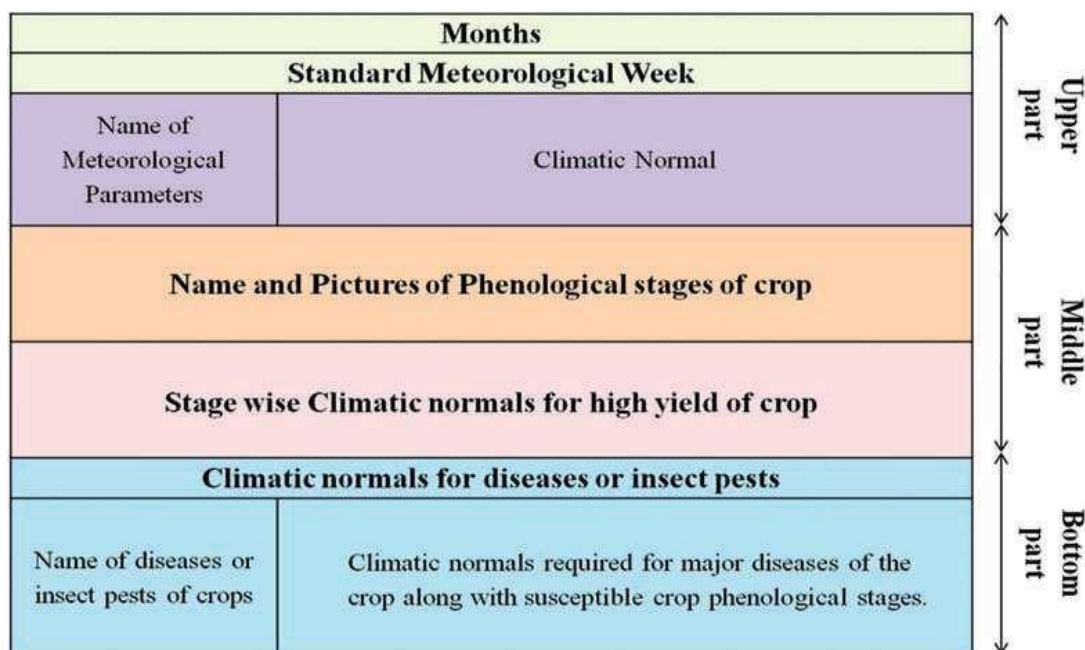 Months
Standard Meteorological Week
Name of
Meteorological
Parameters
Climatic Normal
Upper
part
Name and Pictures of Phenological stages of crop
Stage wise Climatic normals for high yield of crop
Middle
part
Climatic normals for diseases or insect pests
Name of diseases or
insect pests of crops
Climatic normals required for major diseases of the
crop along with susceptible crop phenological stages.
Bottom
part